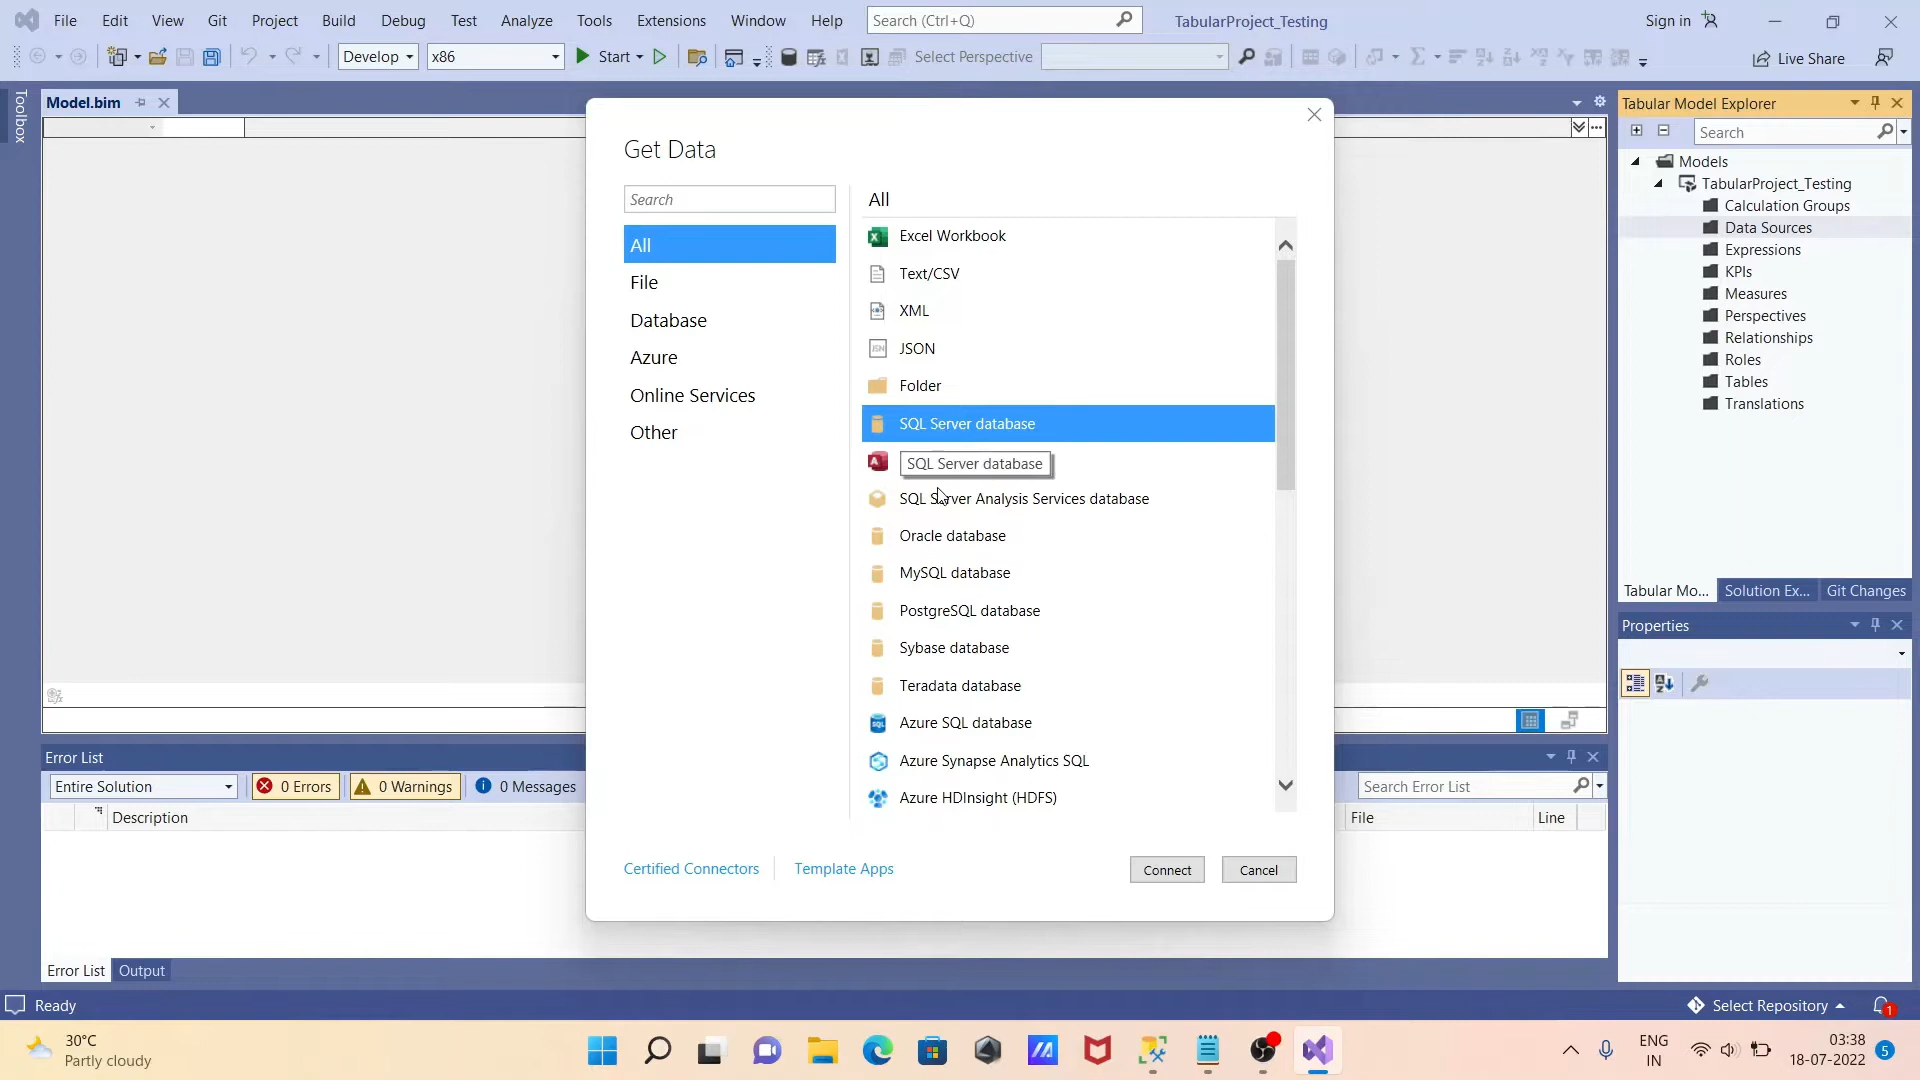 File Edit View Git Project Build Debug Test Analyze Tools Extensions Window Help Search (Ctrl+Q) TabularProject_Testing Sign in
Develop x86 Start Select Perspective Live Share
Toolbox
Model.bim
Get Data
Search
All
File
Database
Azure
Online Services
Other
All
Excel Workbook
Text/CSV
XML
JSON
Folder
SQL Server database
SQL Server database
SQL Server Analysis Services database
Oracle database
MySQL database
PostgreSQL database
Sybase database
Teradata database
Azure SQL database
Azure Synapse Analytics SQL
Azure HDInsight (HDFS)
Certified Connectors Template Apps Connect Cancel
Tabular Model Explorer
Search
Models
TabularProject_Testing
Calculation Groups
Data Sources
Expressions
KPIs
Measures
Perspectives
Relationships
Roles
Tables
Translations
Tabular Mo... Solution Ex... Git Changes
Properties
Error List
Entire Solution 0 Errors 0 Warnings 0 Messages Search Error List
Description File Line
Error List Output
Ready Select Repository 1
30°C
Partly cloudy
ENG
IN
03:38
18-07-2022 5